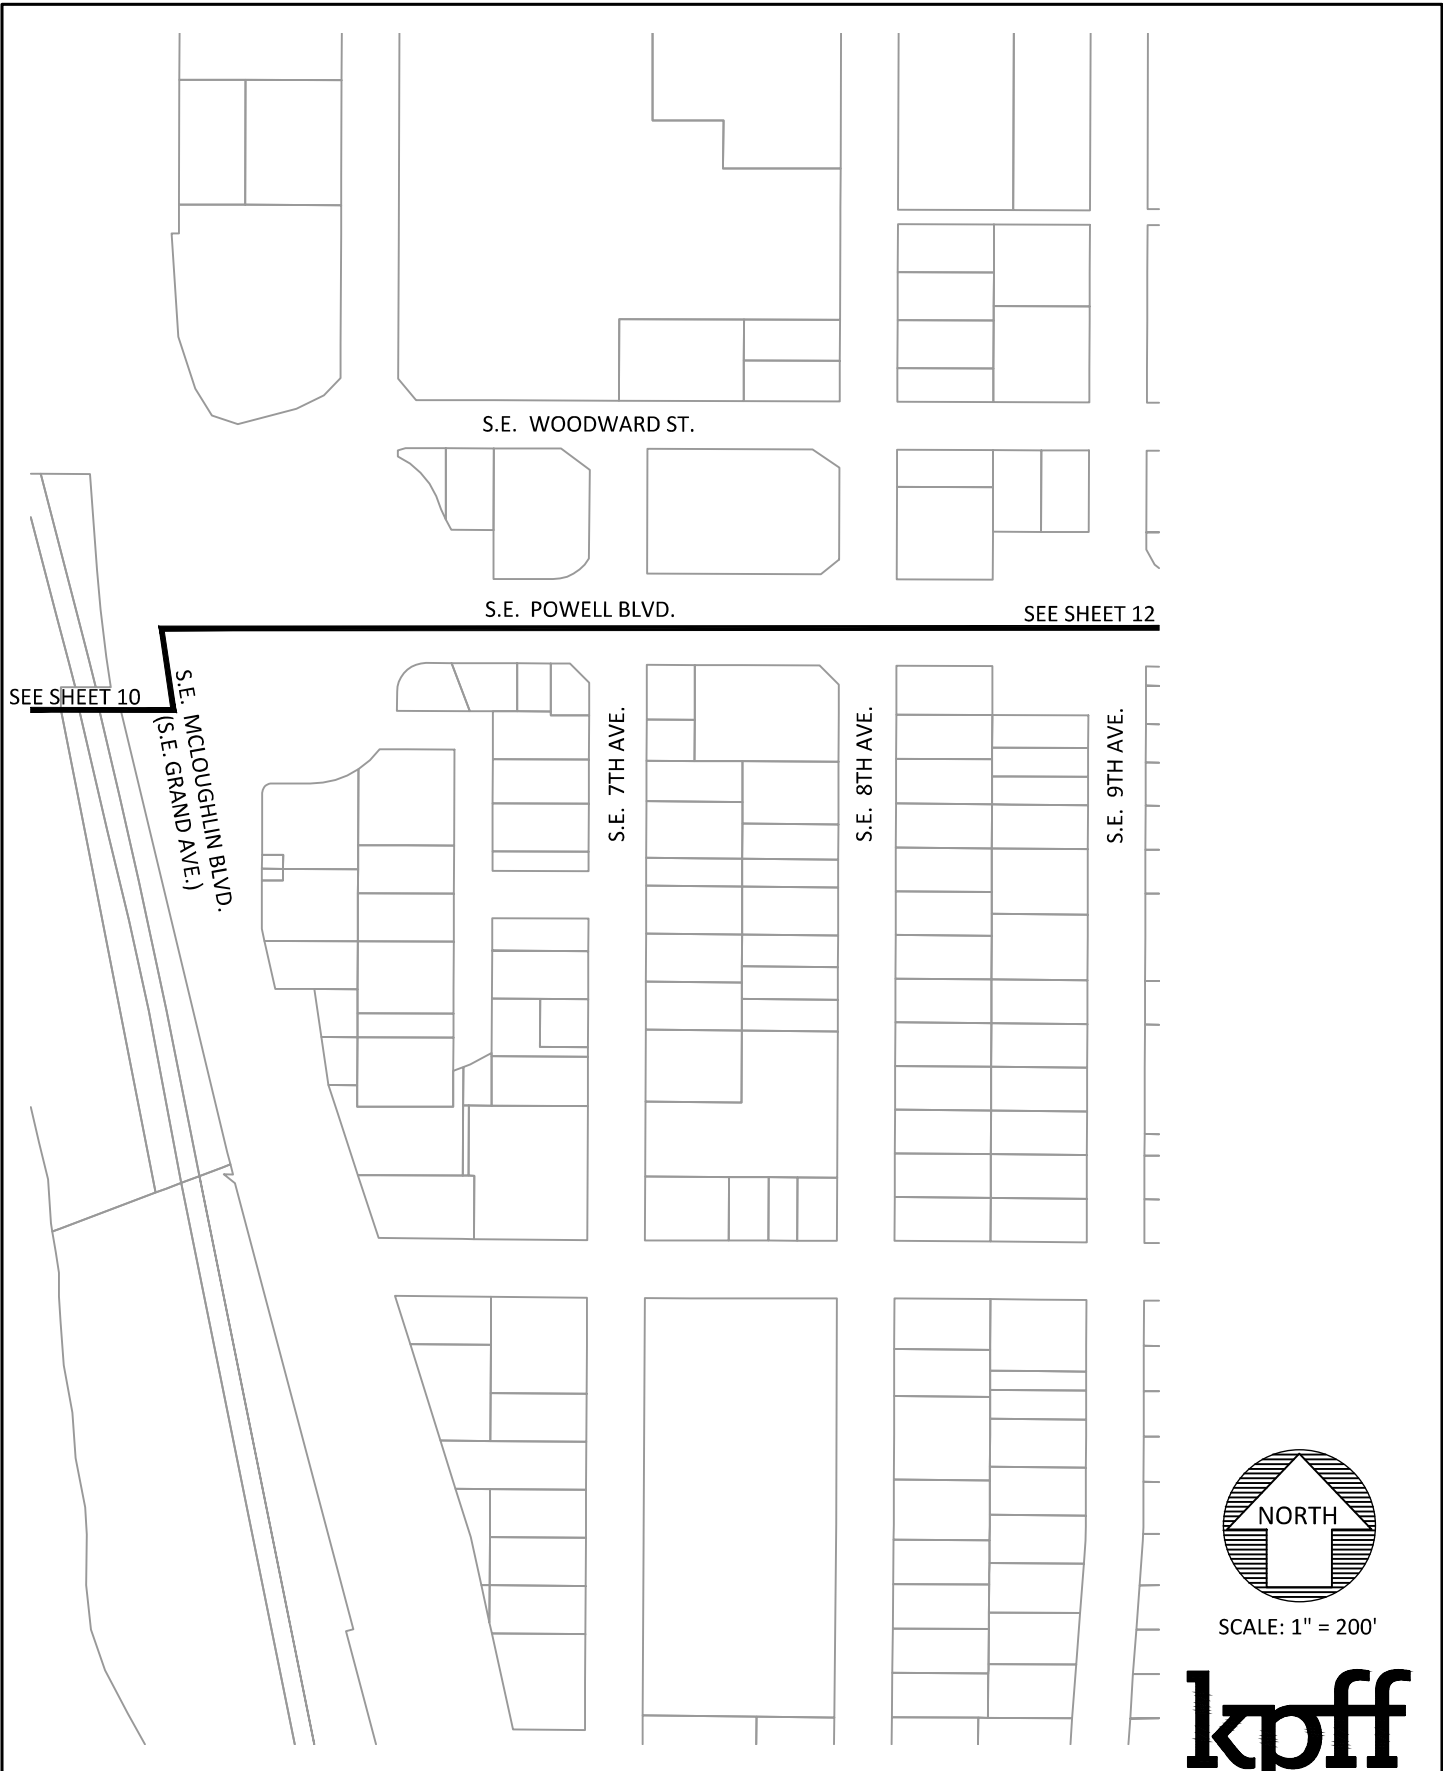 S.E. WOODWARD ST.
S.E. POWELL BLVD.
SEE SHEET 12
SEE SHEET 10
S.E. MCLOUGHLIN BLVD.
(S.E. GRAND AVE.)
S.E. 7TH AVE.
S.E. 8TH AVE.
S.E. 9TH AVE.
NORTH
SCALE: 1" = 200'
kpff